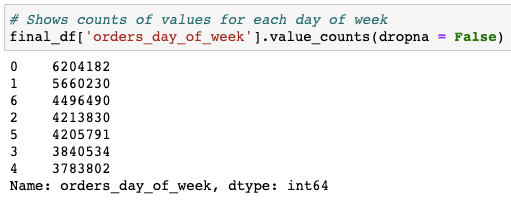 # Shows counts of values for each day of week
final_df['orders_day_of_week'].value_counts(dropna = False)
0    6204182
1    5660230
6    4496490
2    4213830
5    4205791
3    3840534
4    3783802
Name: orders_day_of_week, dtype: int64